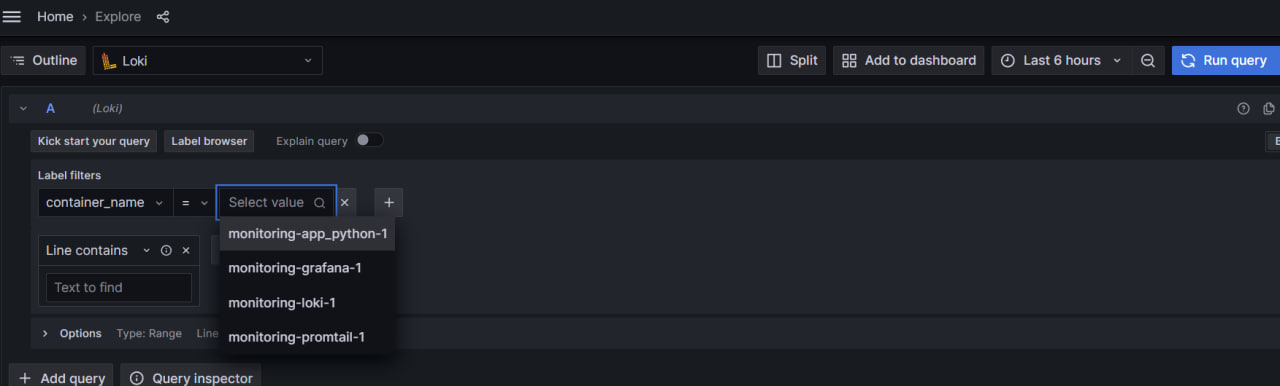 Home › Explore
Outline Loki Split Add to dashboard Last 6 hours Run query
A (Loki)
Kick start your query Label browser Explain query
Label filters
container_name = Select value
monitoring-app_python-1
Line contains
monitoring-grafana-1
Text to find
monitoring-loki-1
Options Type: Range Line
monitoring-promtail-1
+ Add query Query inspector